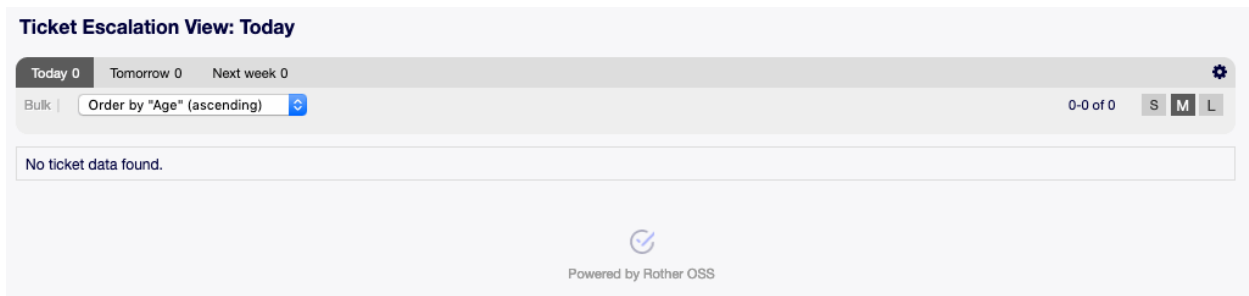 Ticket Escalation View: Today
Today 0 Tomorrow 0 Next week 0
Bulk | Order by "Age" (ascending) 0-0 of 0 S M L
No ticket data found.
Powered by Rother OSS